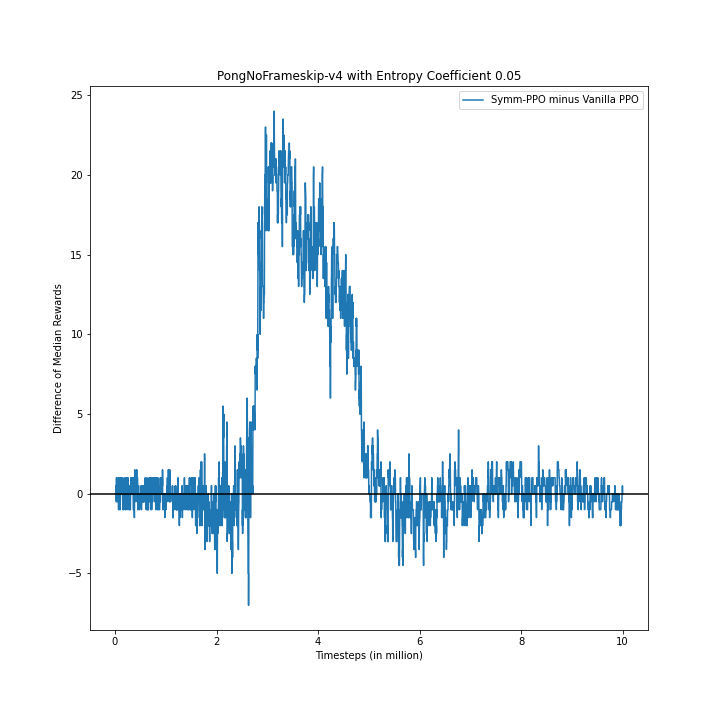 PongNoFrameskip-v4 with Entropy Coefficient 0.05
Symm-PPO minus Vanilla PPO
25
20
15
10
5
0
−5
Difference of Median Rewards
0 2 4 6 8 10
Timesteps (in million)